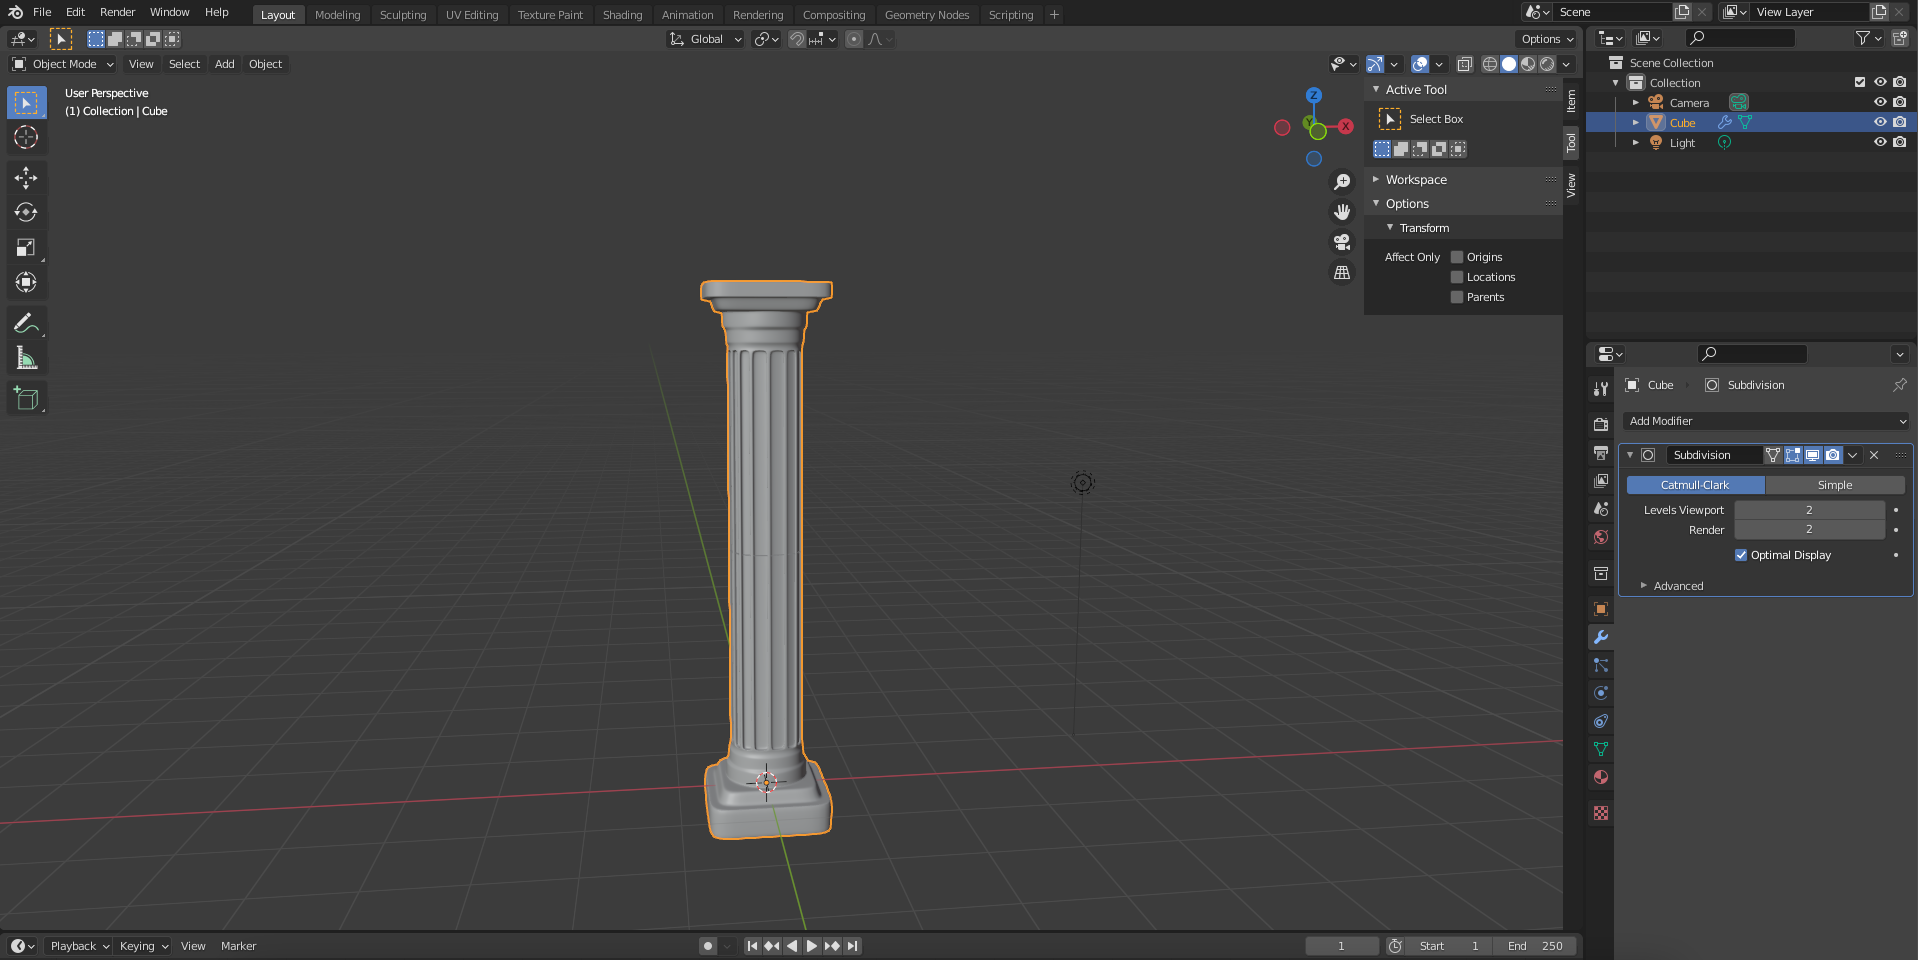 File Edit Render Window Help Layout Modeling Sculpting UV Editing Texture Paint Shading Animation Rendering Compositing Geometry Nodes Scripting + Scene View Layer
Global Options
Object Mode View Select Add Object
User Perspective
(1) Collection | Cube
Z
Y
X
Active Tool
Select Box
Workspace
Options
Transform
Affect Only Origins
Locations
Parents
Item
Tool
View
Scene Collection
Collection
Camera
Cube
Light
Cube Subdivision
Add Modifier
Subdivision
Catmull-Clark Simple
Levels Viewport 2
Render 2
Optimal Display
Advanced
Playback Keying View Marker 1 Start 1 End 250